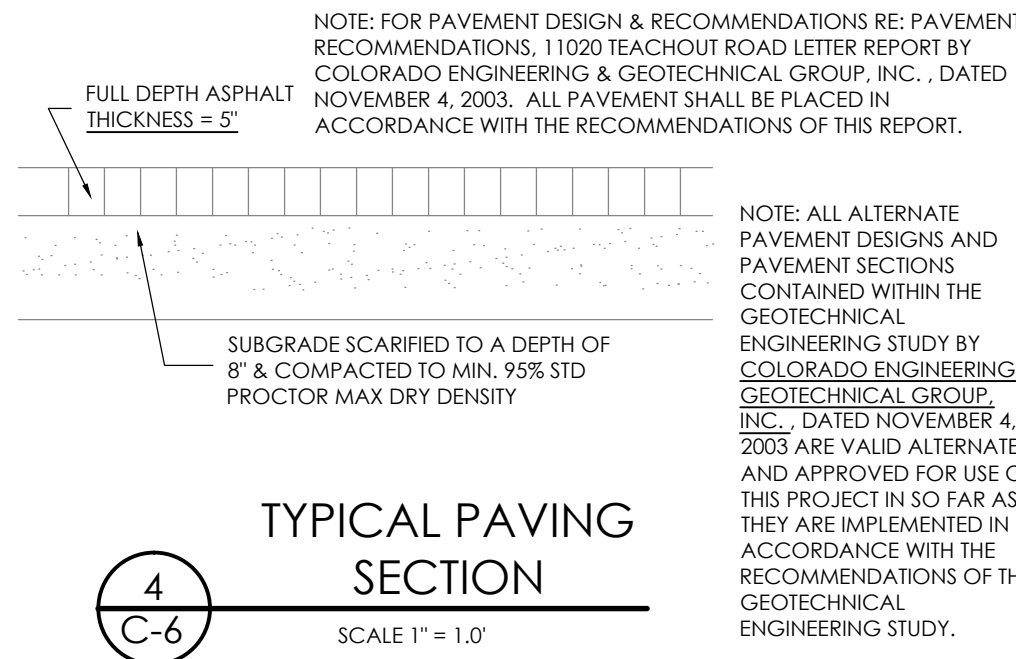 NOTE: FOR PAVEMENT DESIGN & RECOMMENDATIONS RE: PAVEMENT
RECOMMENDATIONS, 11020 TEACHOUT ROAD LETTER REPORT BY
COLORADO ENGINEERING & GEOTECHNICAL GROUP, INC. , DATED
NOVEMBER 4, 2003. ALL PAVEMENT SHALL BE PLACED IN
ACCORDANCE WITH THE RECOMMENDATIONS OF THIS REPORT.
FULL DEPTH ASPHALT
THICKNESS = 5"
NOTE: ALL ALTERNATE
PAVEMENT DESIGNS AND
PAVEMENT SECTIONS
CONTAINED WITHIN THE
GEOTECHNICAL
ENGINEERING STUDY BY
COLORADO ENGINEERING
GEOTECHNICAL GROUP,
INC. , DATED NOVEMBER 4,
2003 ARE VALID ALTERNATE
AND APPROVED FOR USE
THIS PROJECT IN SO FAR AS
THEY ARE IMPLEMENTED IN
ACCORDANCE WITH THE
RECOMMENDATIONS OF
GEOTECHNICAL
ENGINEERING STUDY.
SUBGRADE SCARIFIED TO A DEPTH OF
8" & COMPACTED TO MIN. 95% STD
PROCTOR MAX DRY DENSITY
TYPICAL PAVING
SECTION
4
C-6
SCALE 1" = 1.0'